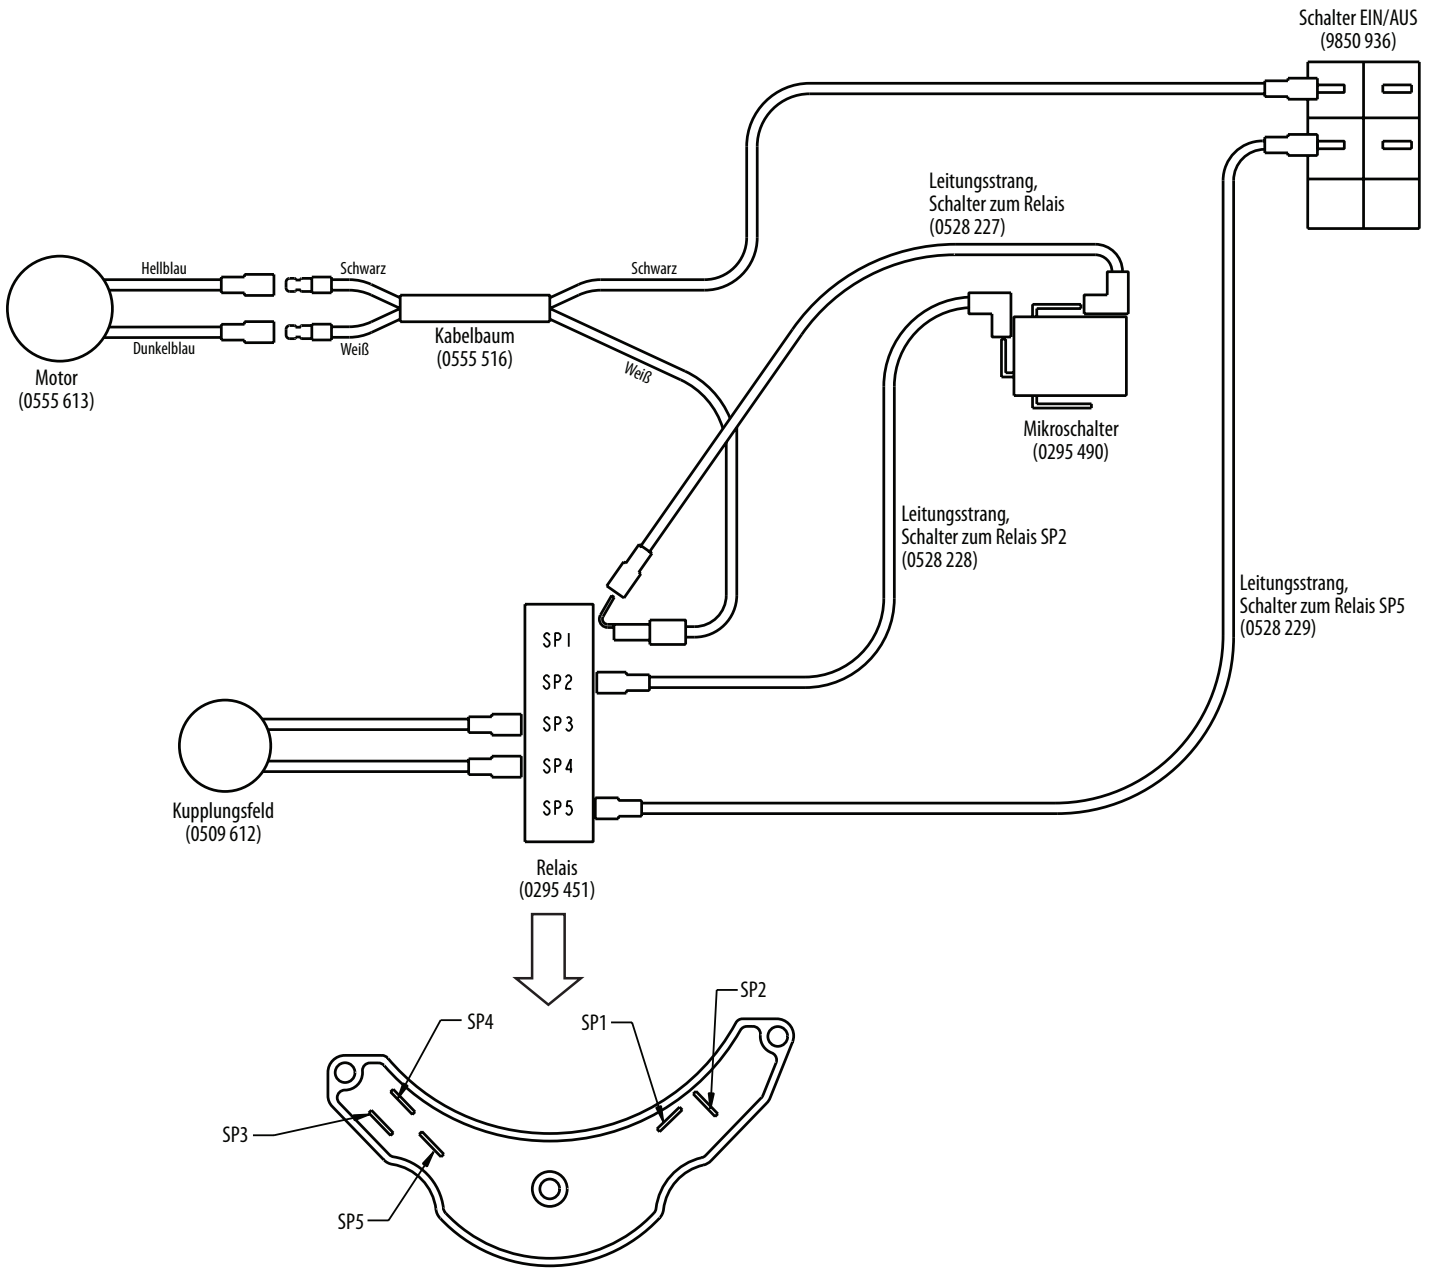 Schalter EIN/AUS
(9850 936)
Leitungsstrang,
Schalter zum Relais
(0528 227)
Hellblau
Schwarz
Schwarz
Dunkelblau
Weiß
Kabelbaum
(0555 516)
Weiß
Motor
(0555 613)
Mikroschalter
(0295 490)
Leitungsstrang,
Schalter zum Relais SP2
(0528 228)
Leitungsstrang,
Schalter zum Relais SP5
(0528 229)
SP1
SP2
SP3
SP4
SP5
Kupplungsfeld
(0509 612)
Relais
(0295 451)
SP2
SP4
SP1
SP3
SP5